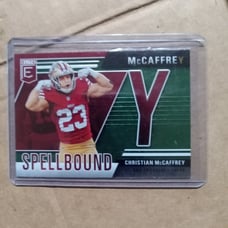 McCAFFREY
E
Y
23
SPELLBOUND
CHRISTIAN McCAFFREY